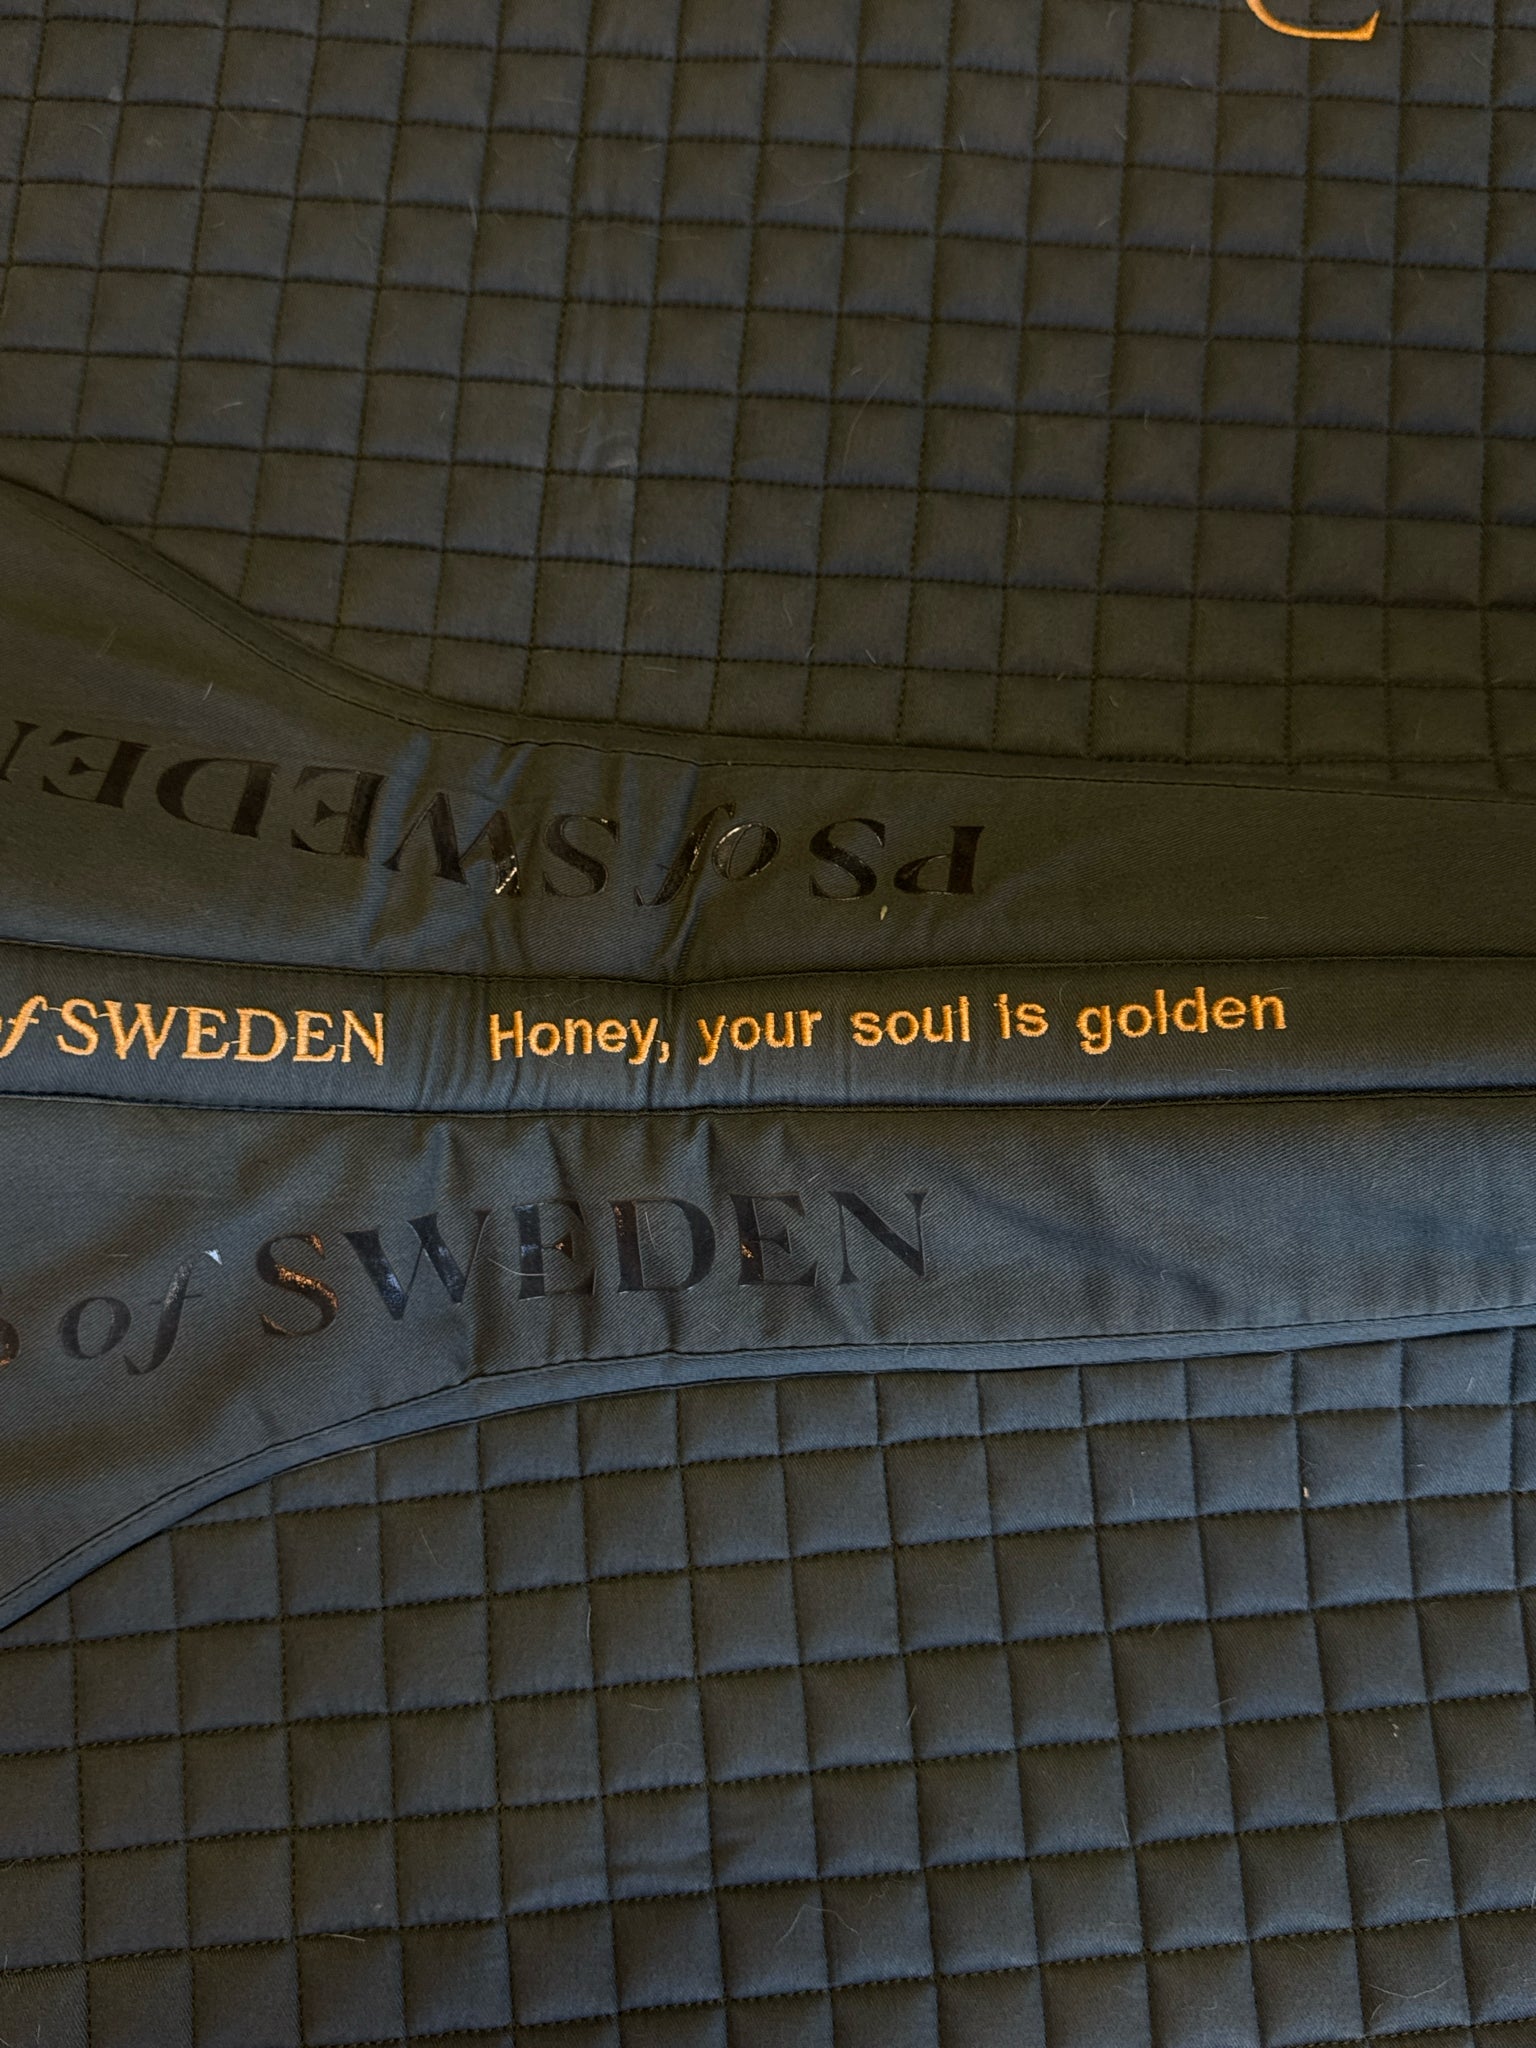 PS of SWEDEN
of SWEDEN Honey, your soul is golden
S of SWEDEN